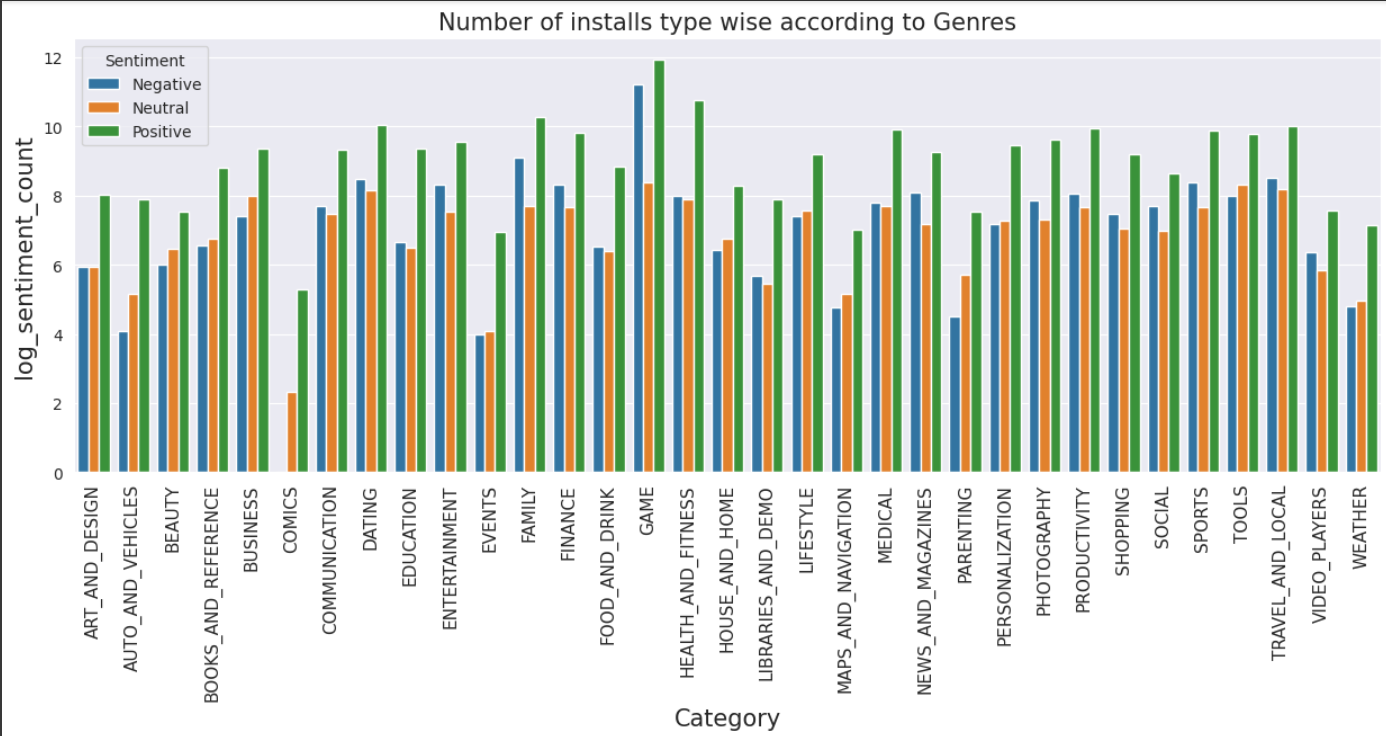 Number of installs type wise according to Genres
Sentiment
Negative
Neutral
Positive
log_sentiment_count
12
10
8
6
4
2
0
ART_AND_DESIGN
AUTO_AND_VEHICLES
BEAUTY
BOOKS_AND_REFERENCE
BUSINESS
COMICS
COMMUNICATION
DATING
EDUCATION
ENTERTAINMENT
EVENTS
FAMILY
FINANCE
FOOD_AND_DRINK
GAME
HEALTH_AND_FITNESS
HOUSE_AND_HOME
LIBRARIES_AND_DEMO
LIFESTYLE
MAPS_AND_NAVIGATION
MEDICAL
NEWS_AND_MAGAZINES
PARENTING
PERSONALIZATION
PHOTOGRAPHY
PRODUCTIVITY
SHOPPING
SOCIAL
SPORTS
TOOLS
TRAVEL_AND_LOCAL
VIDEO_PLAYERS
WEATHER
Category